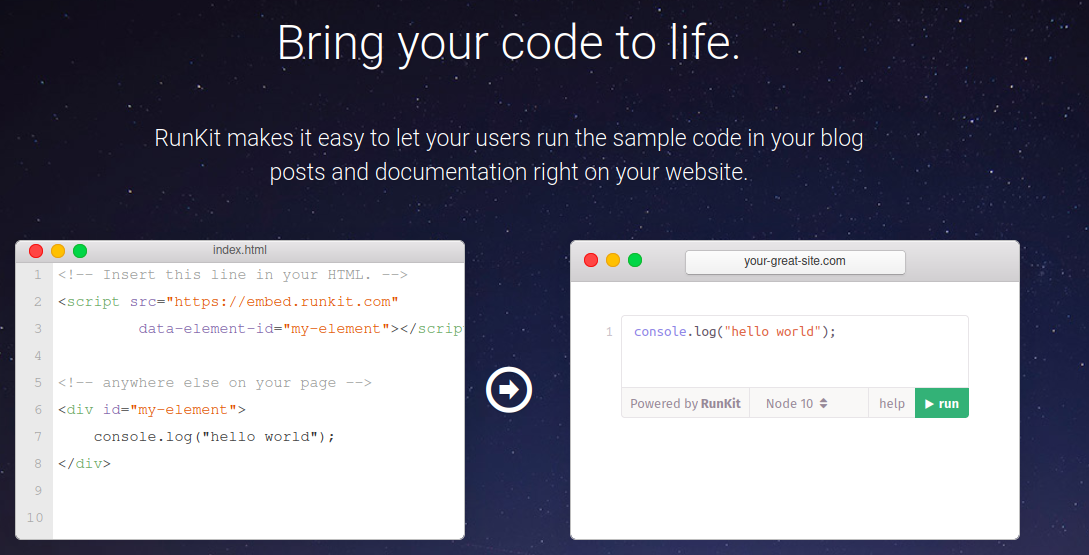 Bring your code to life.
RunKit makes it easy to let your users run the sample code in your blog
posts and documentation right on your website.
index.html
1 <!-- Insert this line in your HTML. -->
2 <script src="https://embed.runkit.com"
3         data-element-id="my-element"></scrip
4
5 <!-- anywhere else on your page -->
6 <div id="my-element">
7     console.log("hello world");
8 </div>
9
10
your-great-site.com
1 console.log("hello world");
Powered by RunKit Node 10 help run